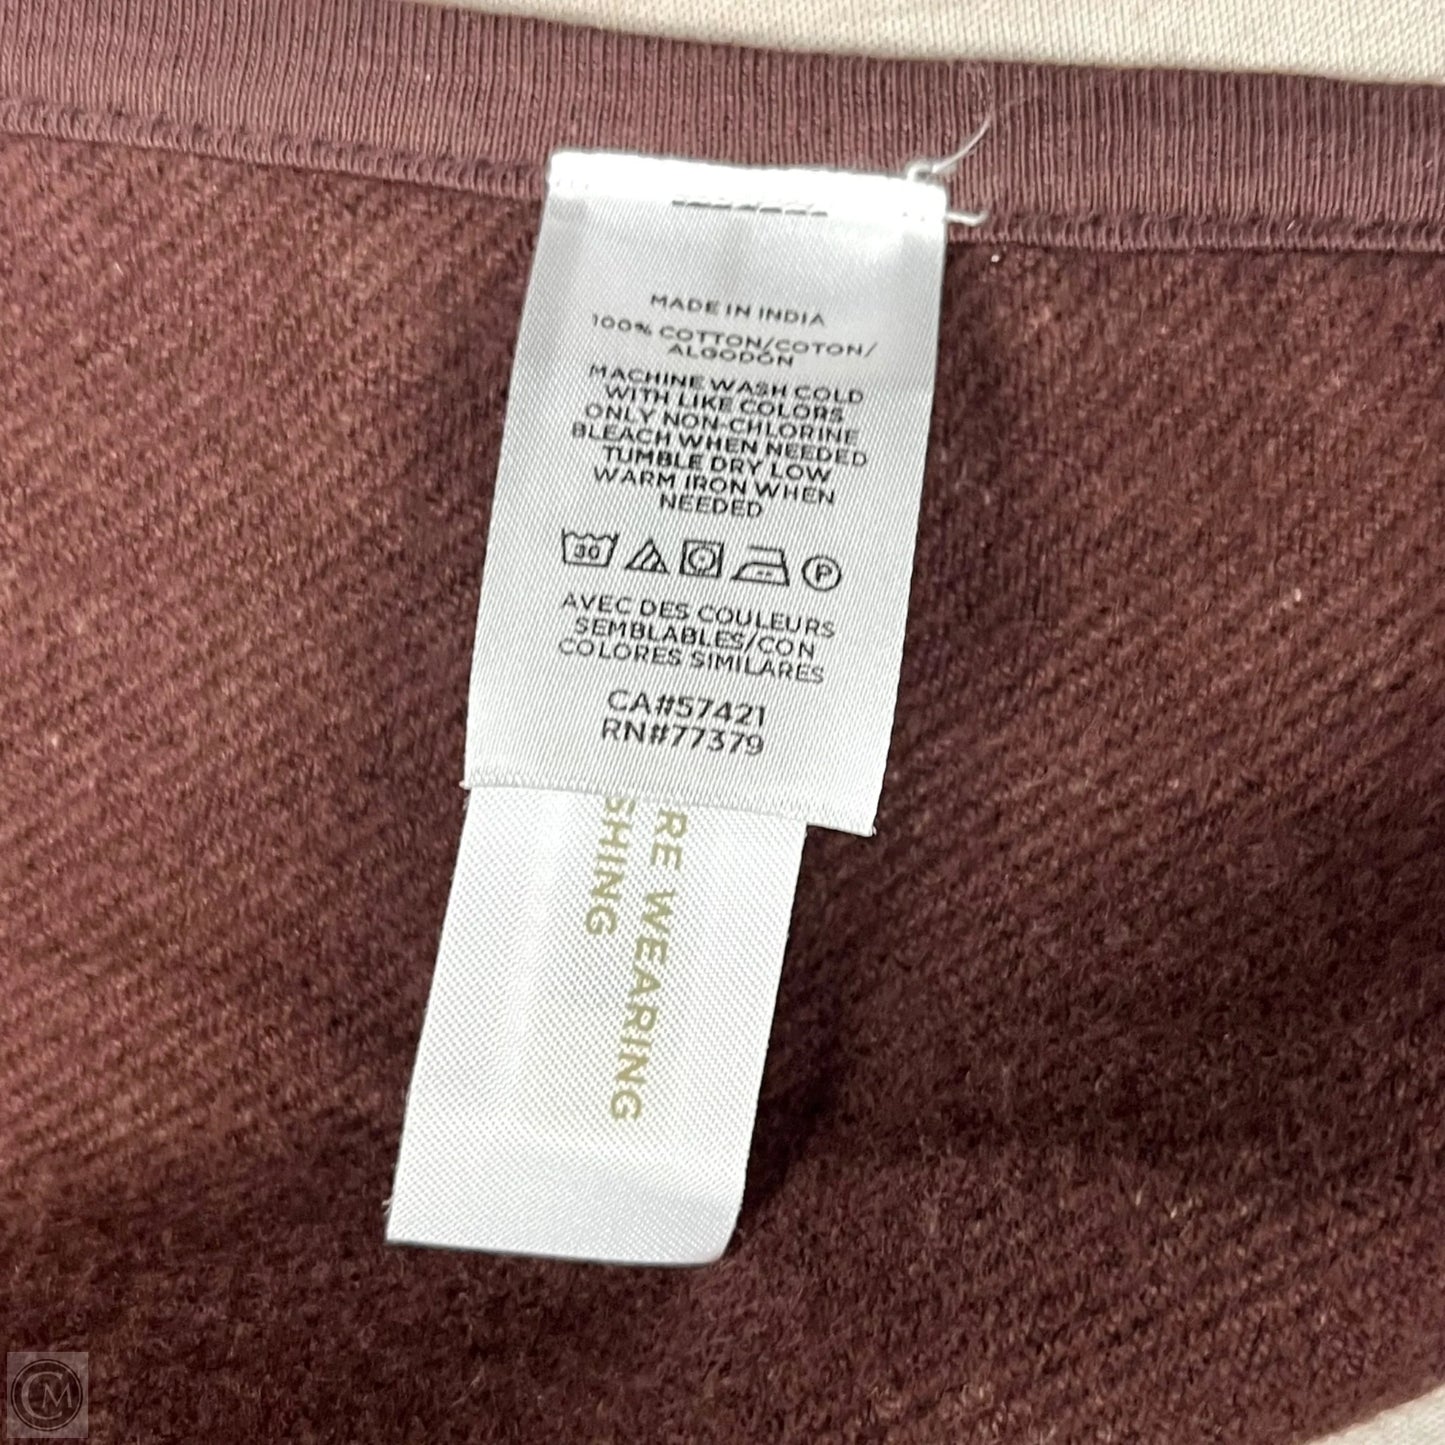 MADE IN INDIA
100% COTTON/COTON/
ALGODÓN
MACHINE WASH COLD
WITH LIKE COLORS
ONLY NON-CHLORINE
BLEACH WHEN NEEDED
TUMBLE DRY LOW
WARM IRON WHEN
NEEDED
30
P
AVEC DES COULEURS
SEMBLABLES/CON
COLORES SIMILARES
CA#57421
RN#77379
RE WEARING
SHING
CM